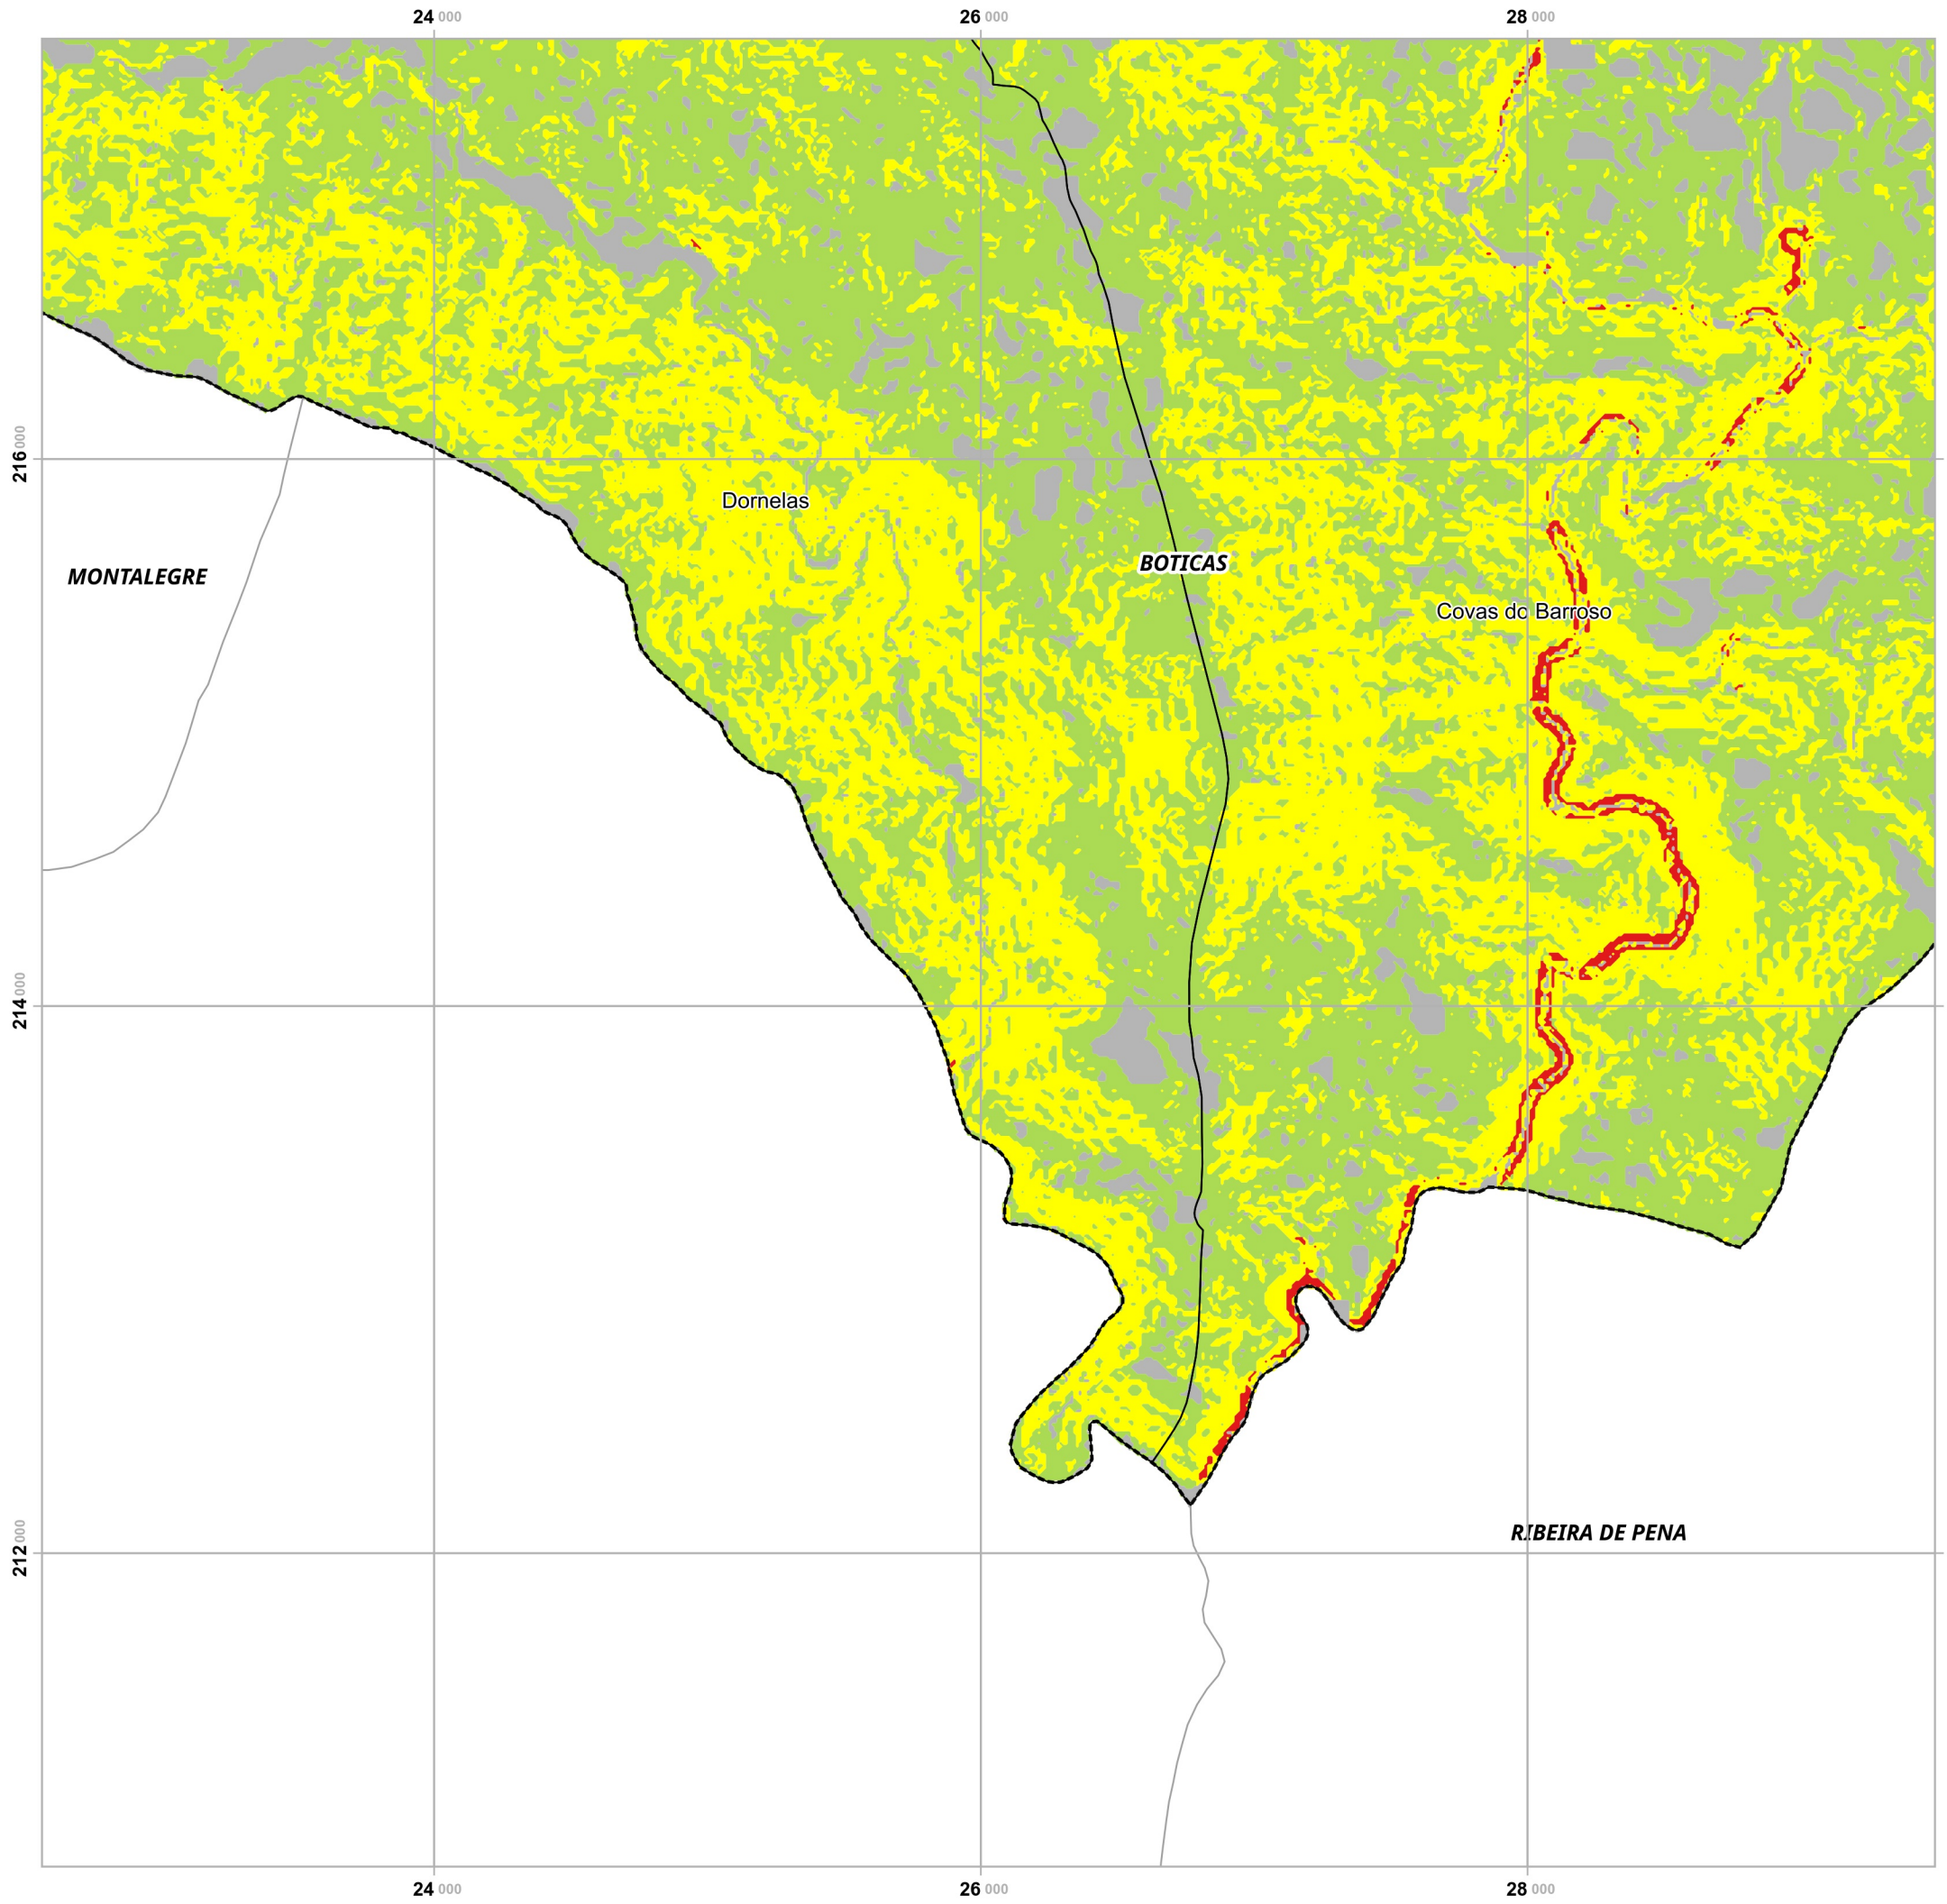 24 000 26 000 28 000
216 000
Dornelas
BOTICAS
MONTALEGRE
Covas do Barroso
214 000
RIBEIRA DE PENA
212 000
24 000 26 000 28 000